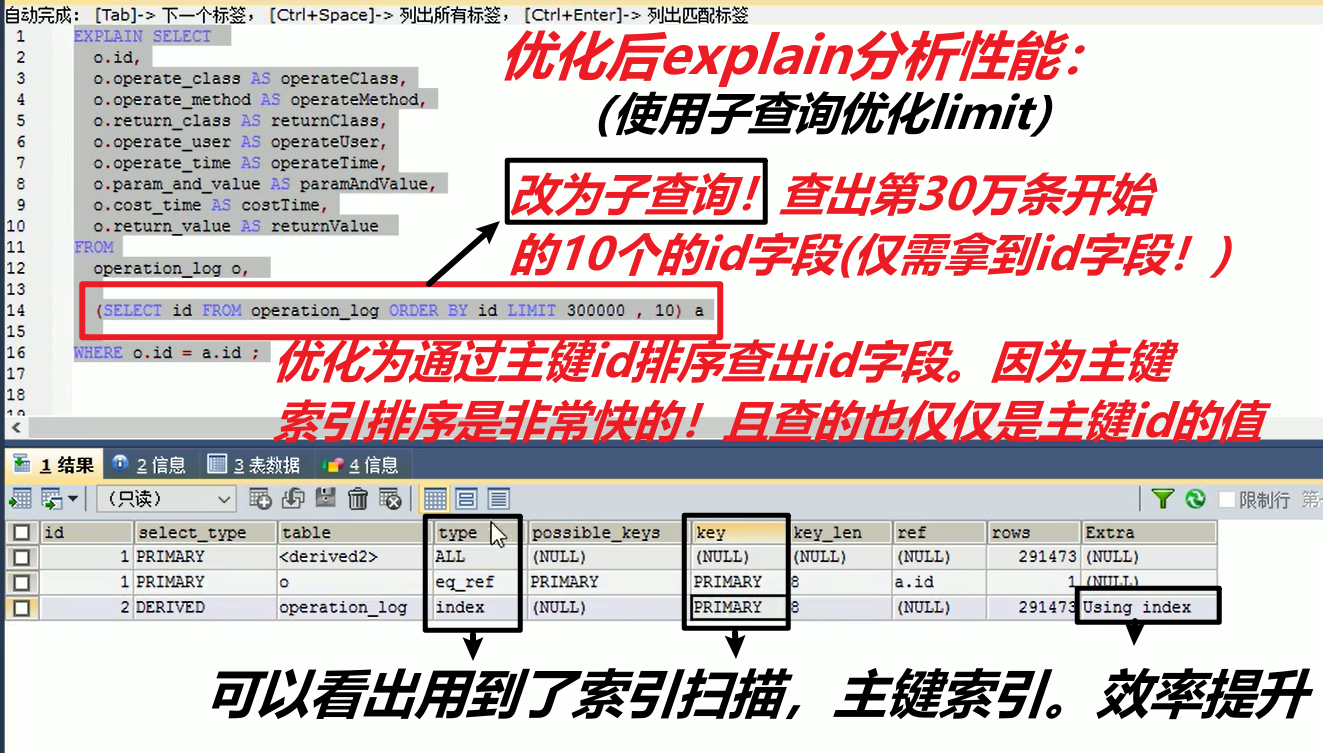 自动完成： [Tab]-> 下一个标签， [Ctrl+Space]-> 列出所有标签， [Ctrl+Enter]-> 列出匹配标签
1 EXPLAIN SELECT
2 o.id,
3 o.operate_class AS operateClass,
4 o.operate_method AS operateMethod,
5 o.return_class AS returnClass,
6 o.operate_user AS operateUser,
7 o.operate_time AS operateTime,
8 o.param_and_value AS paramAndValue,
9 o.cost_time AS costTime,
10 o.return_value AS returnValue
11 FROM
12 operation_log o,
13
14 (SELECT id FROM operation_log ORDER BY id LIMIT 300000 , 10) a
15
16 WHERE o.id = a.id ;
17
18
优化后explain分析性能：
(使用子查询优化limit)
改为子查询！查出第30万条开始
的10个的id字段(仅需拿到id字段！)
优化为通过主键id排序查出id字段。因为主键
索引排序是非常快的！且查的也仅仅是主键id的值
1 结果 2 信息 3 表数据 4 信息
（只读） 限制行
id select_type table type possible_keys key key_len ref rows Extra
1 PRIMARY <derived2> ALL (NULL) (NULL) (NULL) (NULL) 291473 (NULL)
1 PRIMARY o eq_ref PRIMARY PRIMARY 8 a.id 1 (NULL)
2 DERIVED operation_log index (NULL) PRIMARY 8 (NULL) 291473 Using index
可以看出用到了索引扫描，主键索引。效率提升